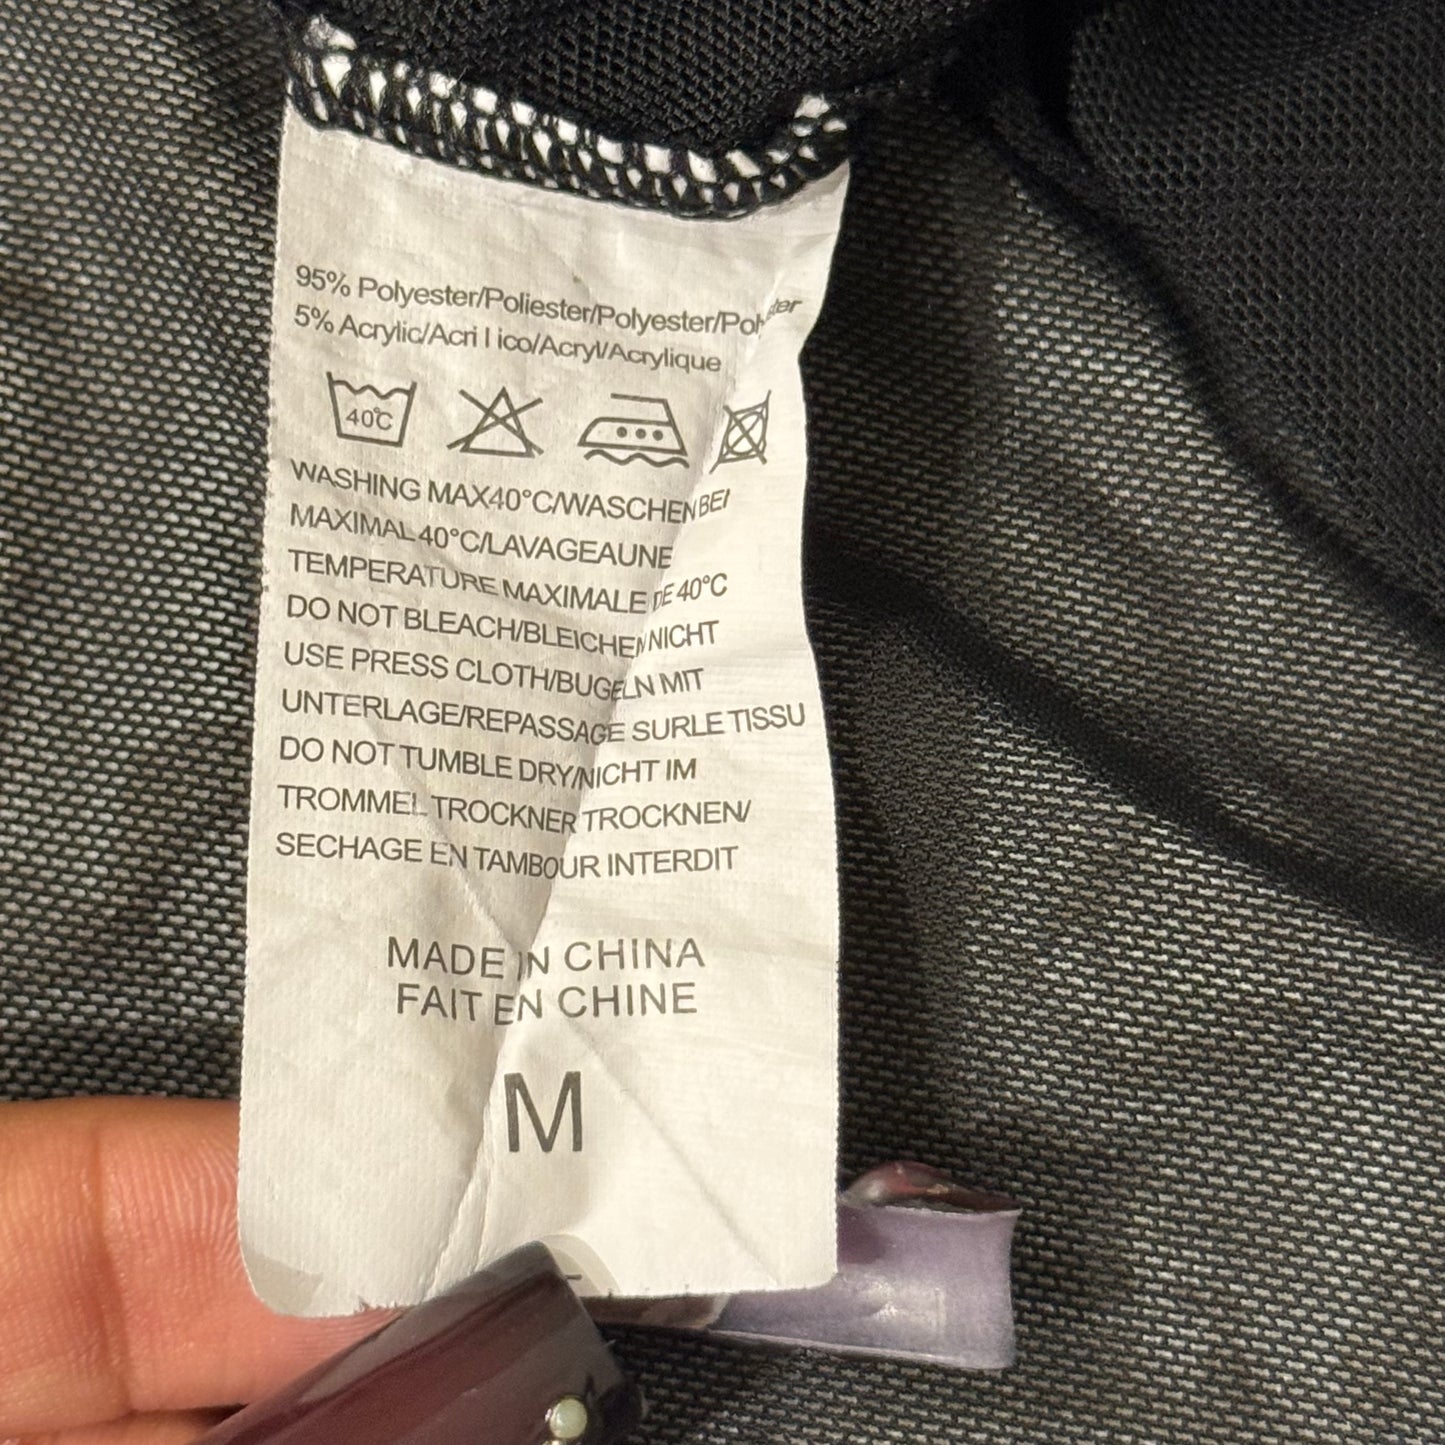 95% Polyester/Poliester/Polyester/Polyester
5% Acrylic/Acri l ico/Acryl/Acrylique
40℃
WASHING MAX40°C/WASCHEN BEI
MAXIMAL 40°C/LAVAGEAUNE
TEMPERATURE MAXIMALE DE 40°C
DO NOT BLEACH/BLEICHEN NICHT
USE PRESS CLOTH/BUGELN MIT
UNTERLAGE/REPASSAGE SURLE TISSU
DO NOT TUMBLE DRY/NICHT IM
TROMMEL TROCKNER TROCKNEN/
SECHAGE EN TAMBOUR INTERDIT
MADE IN CHINA
FAIT EN CHINE
M